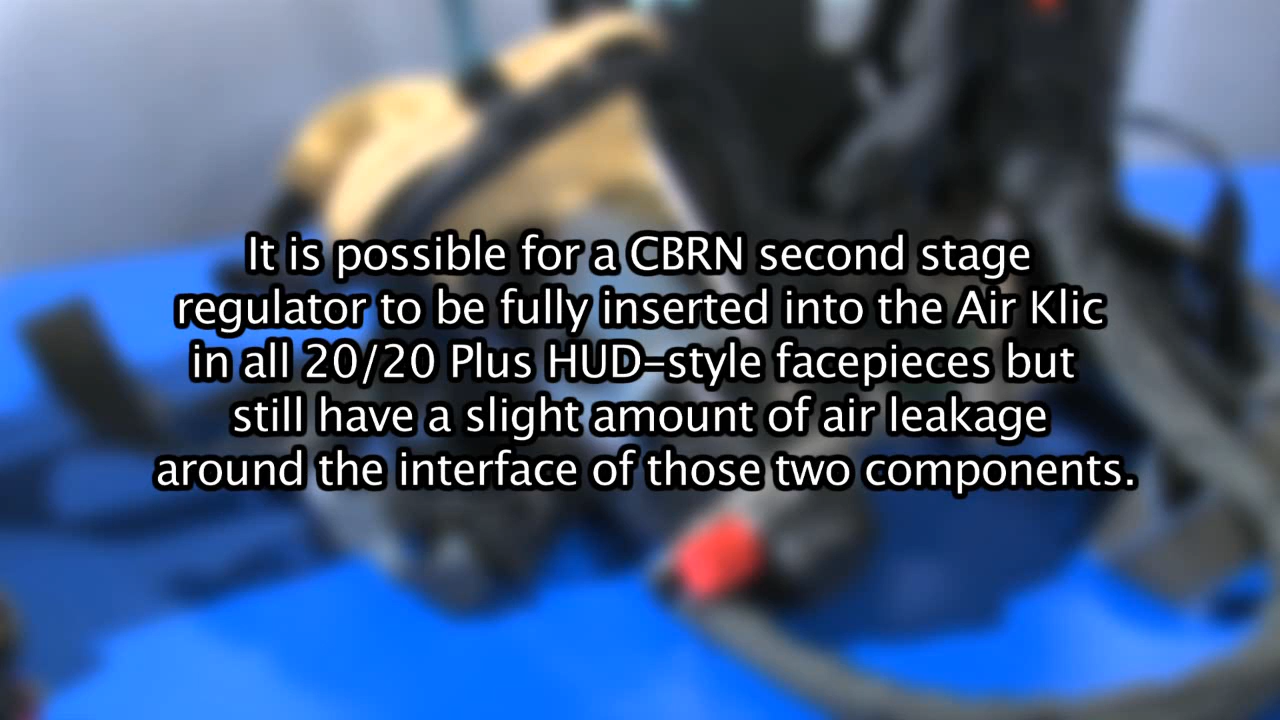 It is possible for a CBRN second stage
regulator to be fully inserted into the Air Klic
in all 20/20 Plus HUD-style facepieces but
still have a slight amount of air leakage
around the interface of those two components.